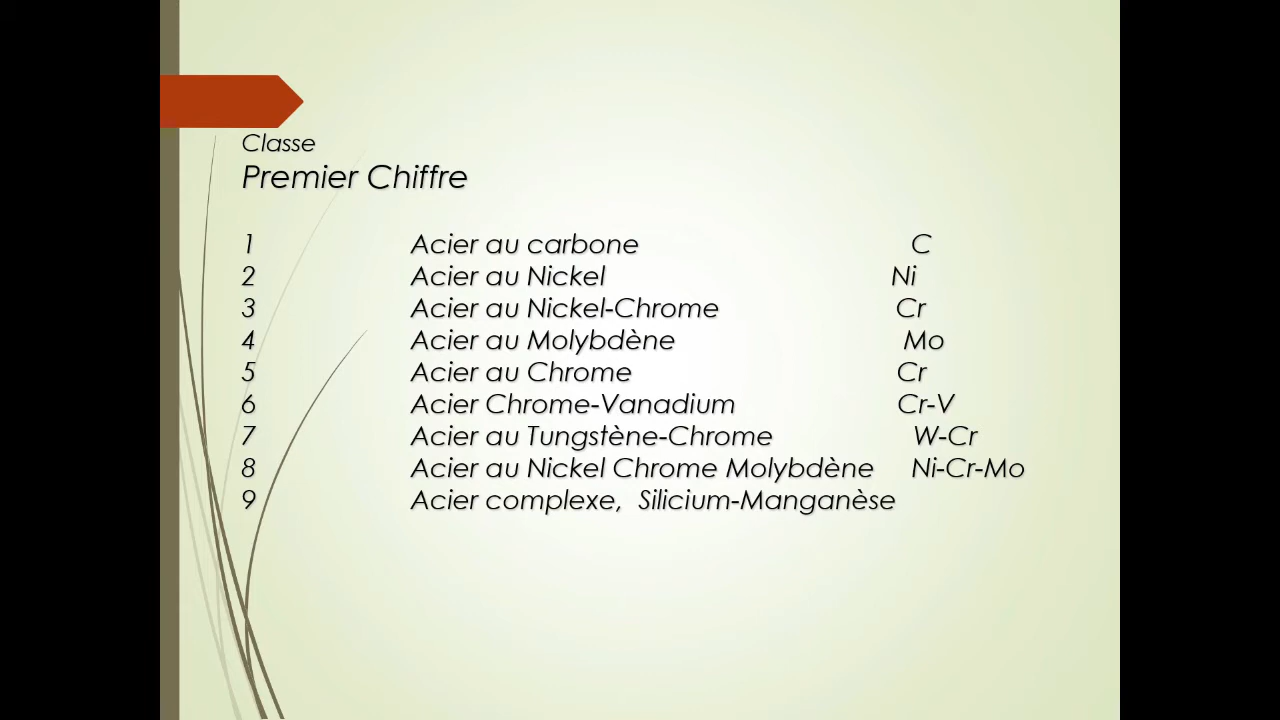 Classe
Premier Chiffre
1 Acier au carbone C
2 Acier au Nickel Ni
3 Acier au Nickel-Chrome Cr
4 Acier au Molybdène Mo
5 Acier au Chrome Cr
6 Acier Chrome-Vanadium Cr-V
7 Acier au Tungstène-Chrome W-Cr
8 Acier au Nickel Chrome Molybdène Ni-Cr-Mo
9 Acier complexe, Silicium-Manganèse